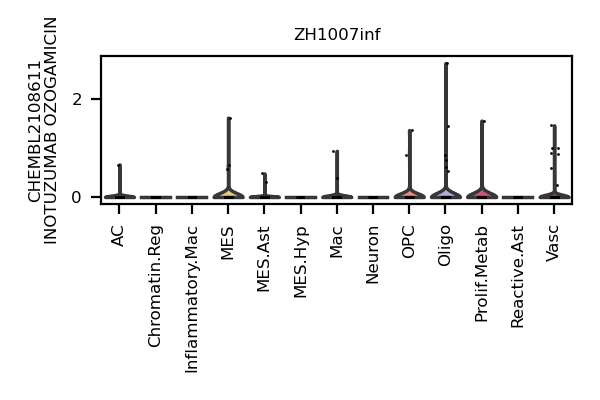 ZH1007inf
CHEMBL2108611
INOTUZUMAB OZOGAMICIN
2
0
AC
Chromatin.Reg
Inflammatory.Mac
MES
MES.Ast
MES.Hyp
Mac
Neuron
OPC
Oligo
Prolif.Metab
Reactive.Ast
Vasc